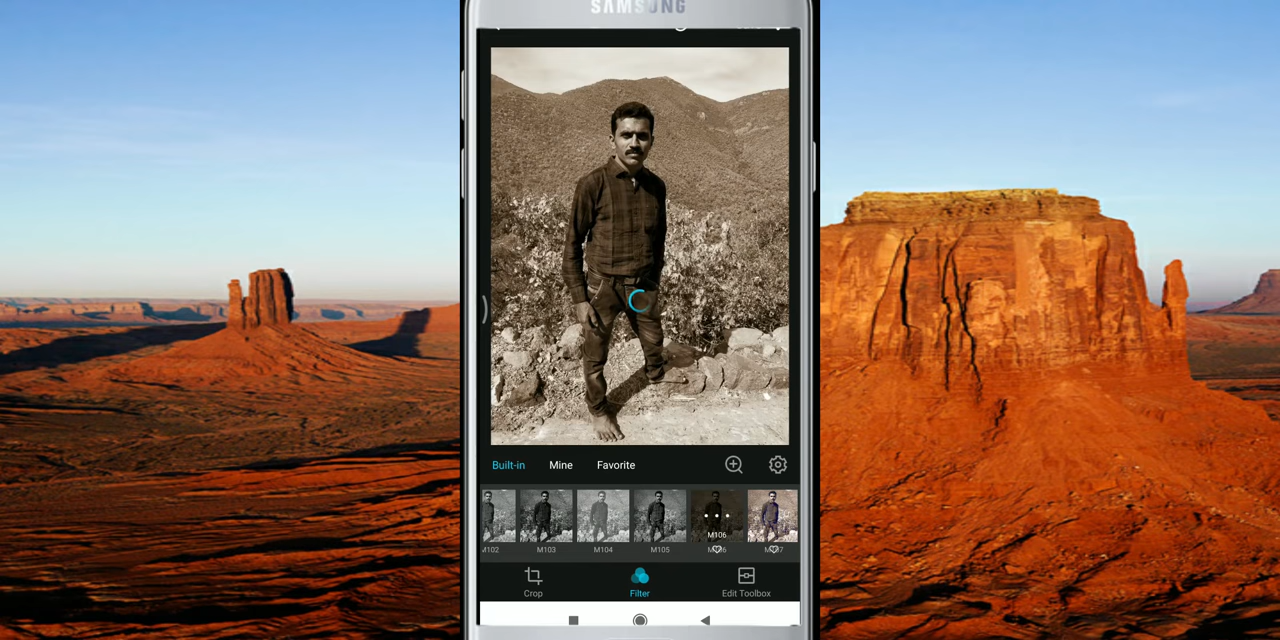 SAMSUNG
Built-in Mine Favorite
M106
M102 M103 M104 M105
Crop Filter Edit Toolbox